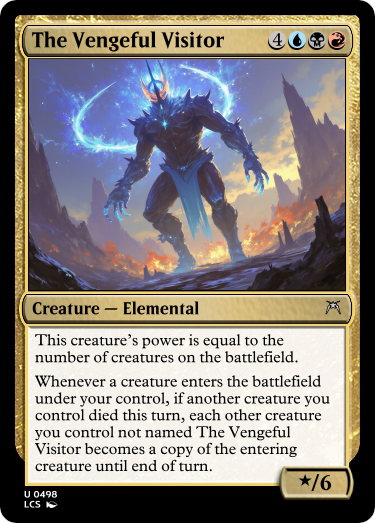 The Vengeful Visitor 4
Creature — Elemental
This creature's power is equal to the
number of creatures on the battlefield.
Whenever a creature enters the battlefield
under your control, if another creature you
control died this turn, each other creature
you control not named The Vengeful
Visitor becomes a copy of the entering
creature until end of turn.
★/6
U 0498
LCS